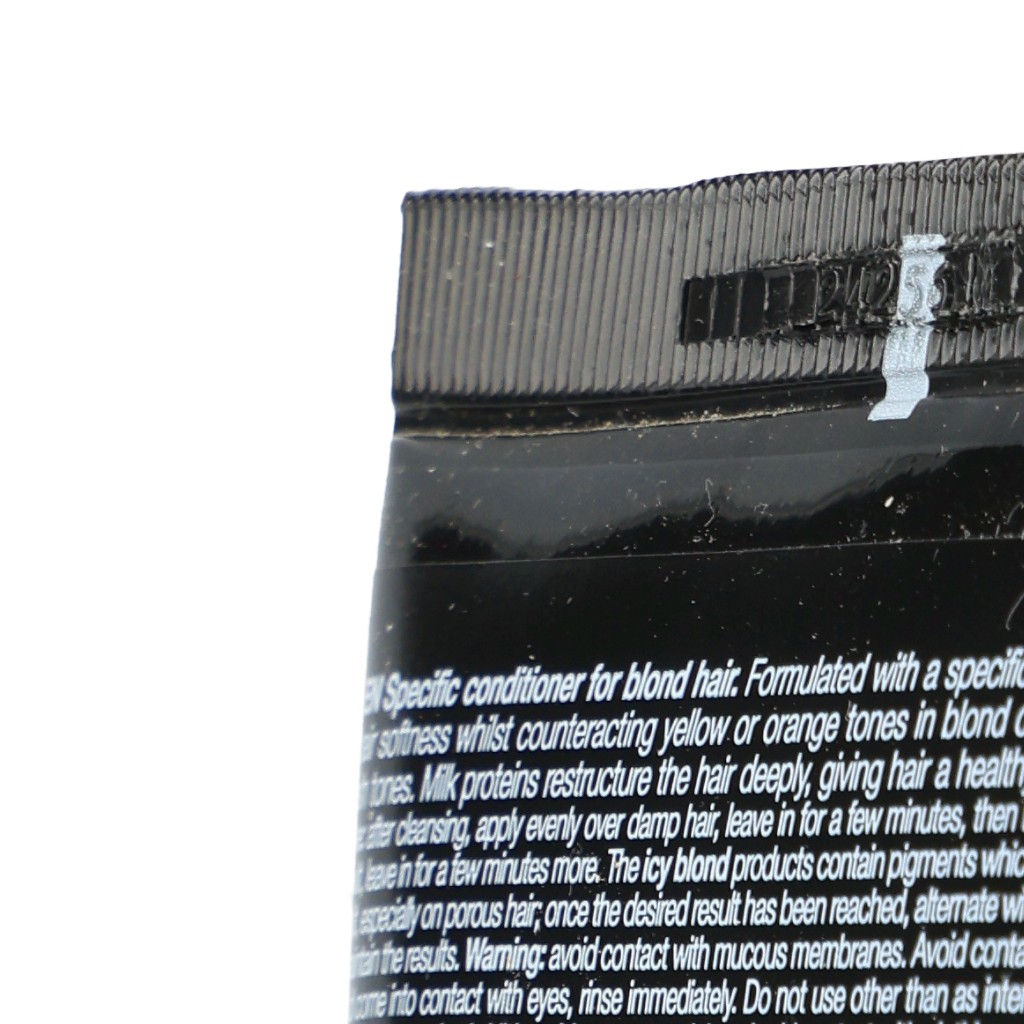 EN Specific conditioner for blond hair. Formulated with a specific
softness whilst counteracting yellow or orange tones in blond
tones. Milk proteins restructure the hair deeply, giving hair a health
after cleansing, apply evenly over damp hair, leave in for a few minutes, then
leave in for a few minutes more. The icy blond products contain pigments whic
especially on porous hair; once the desired result has been reached, alternate wi
the results. Warning: avoid contact with mucous membranes. Avoid conta
come into contact with eyes, rinse immediately. Do not use other than as inten